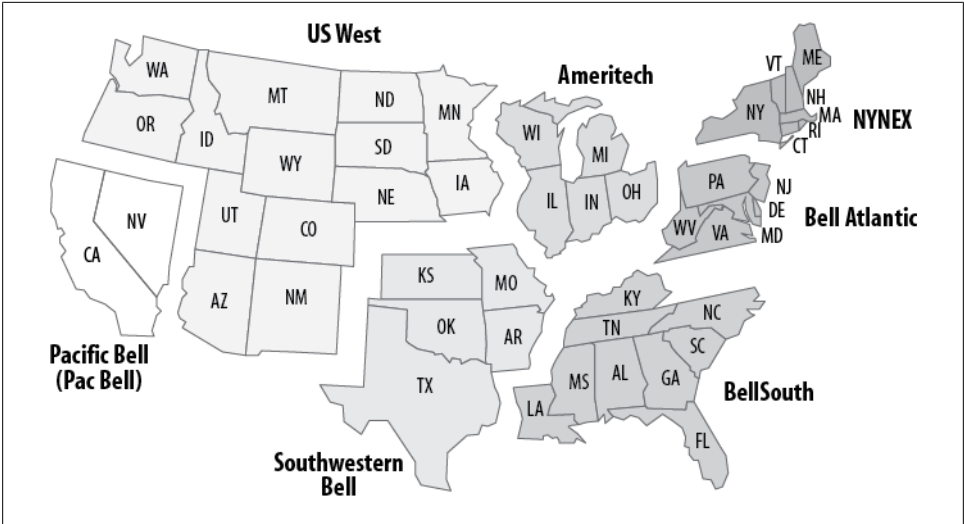 US West
WA
MT
ND
MN
OR
ID
SD
WY
IA
NE
UT
CO
AZ
NM
NV
CA
Pacific Bell
(Pac Bell)
Ameritech
WI
MI
IL
IN
OH
VT
ME
NY
NH
MA
RI
CT
NYNEX
PA
NJ
DE
WV
VA
MD
Bell Atlantic
KS
MO
OK
AR
TX
Southwestern
Bell
KY
NC
TN
SC
MS
AL
GA
LA
FL
BellSouth